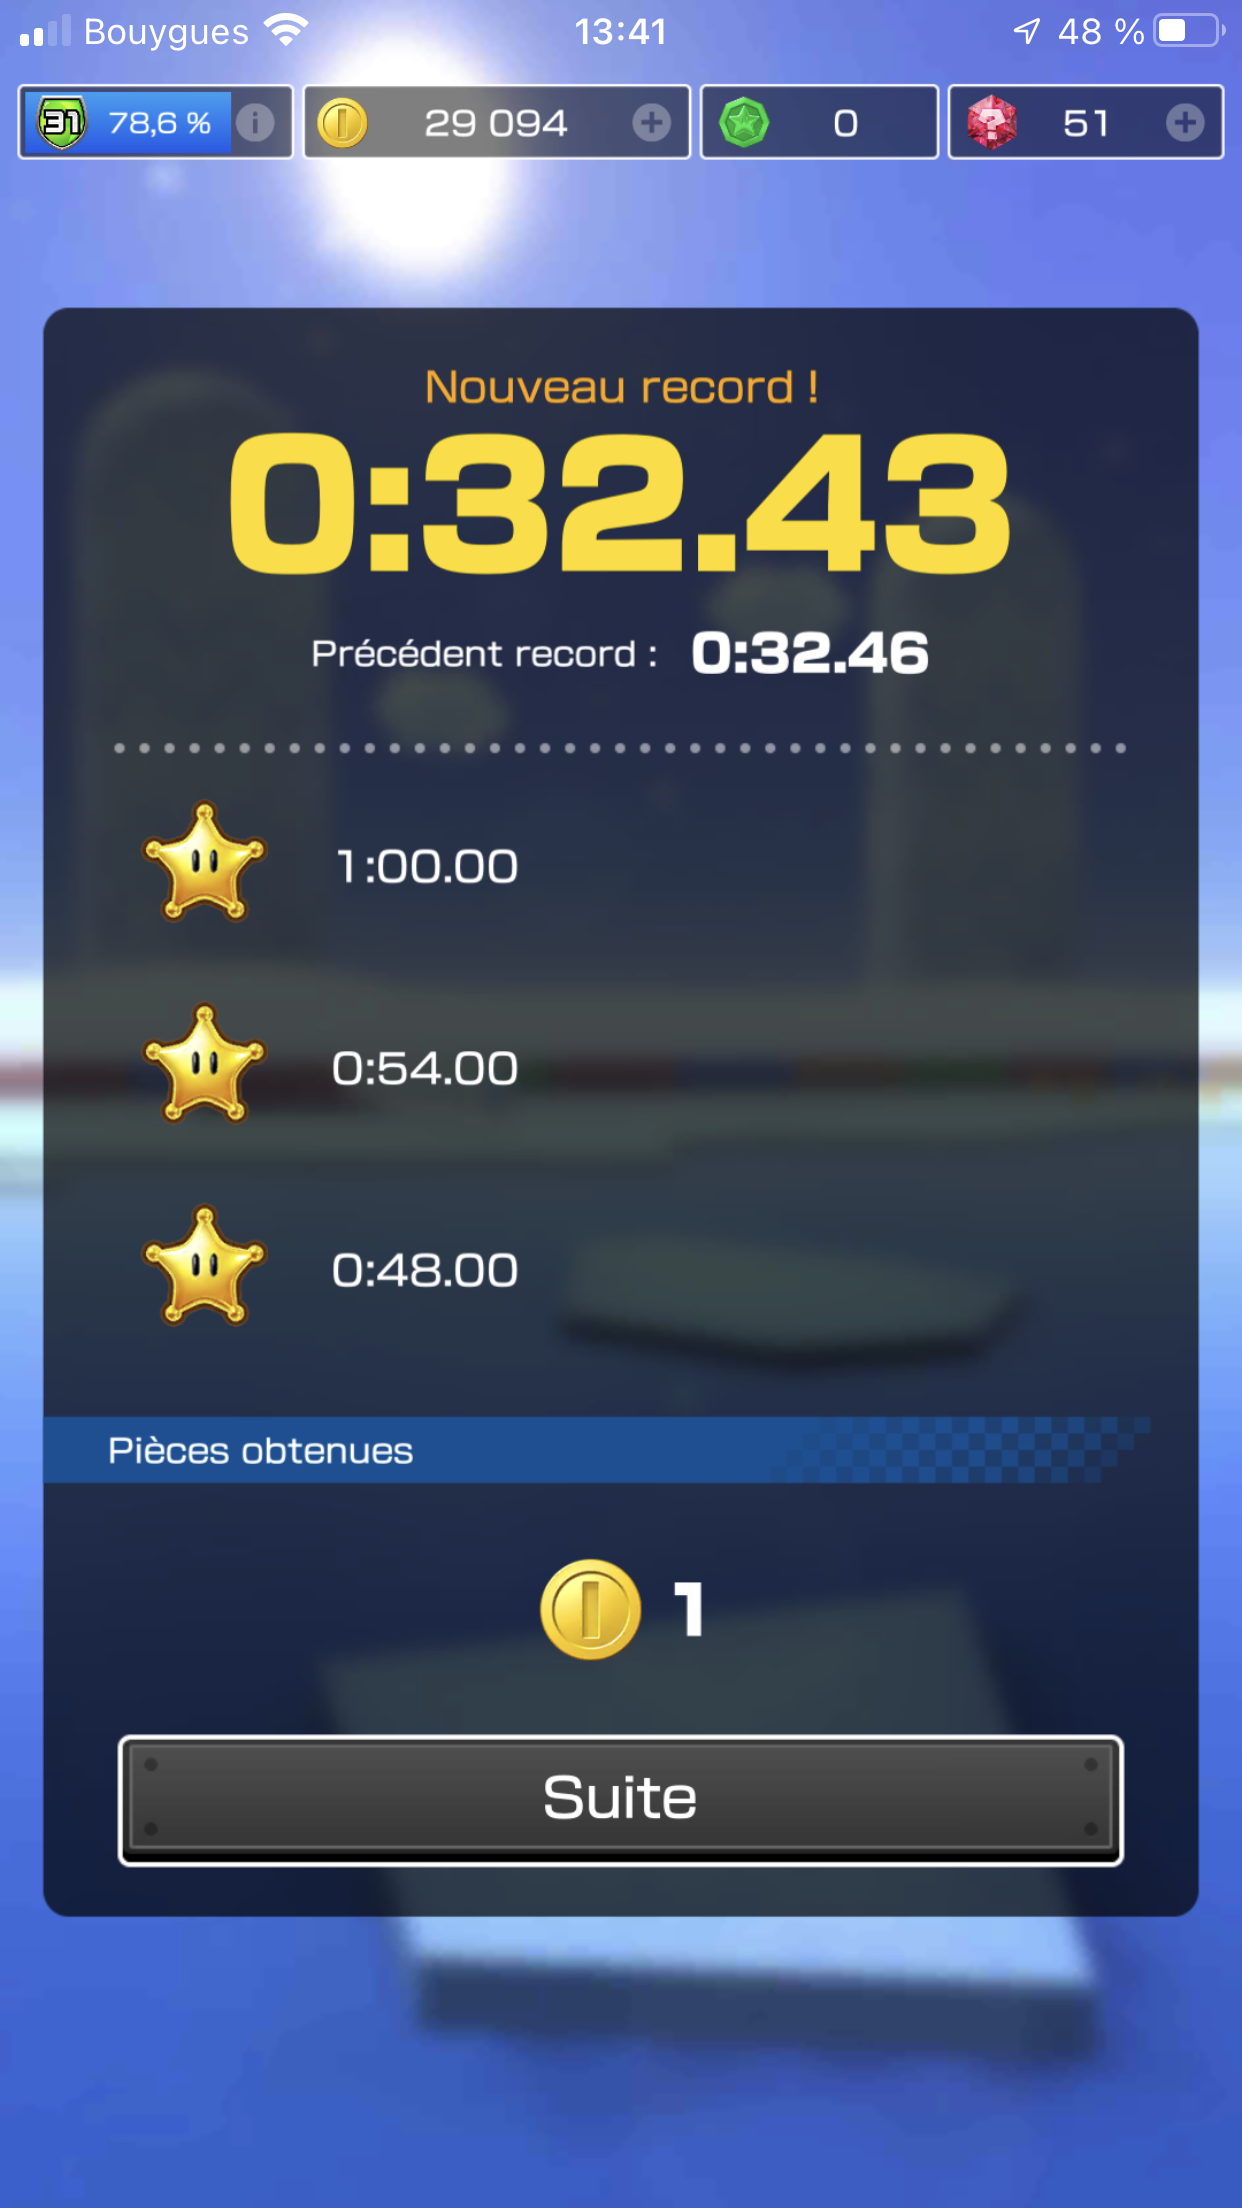 Bouygues 13:41 48 %
31 78,6 % i 29 094 + 0 ? 51 +
Nouveau record !
0:32.43
Précédent record : 0:32.46
1:00.00
0:54.00
0:48.00
Pièces obtenues
1
Suite